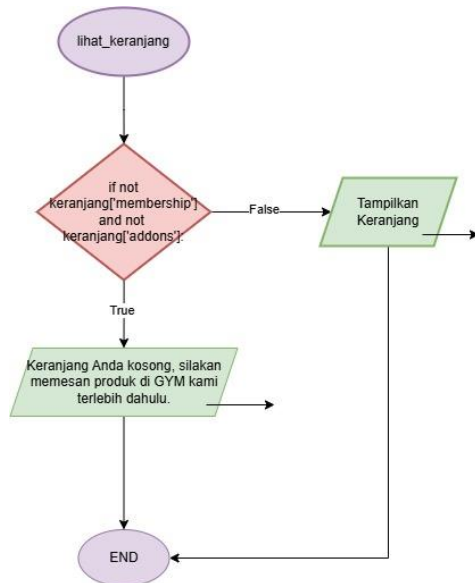 lihat_keranjang
if not
keranjang['membership']
and not
keranjang['addons']:
False
Tampilkan
Keranjang
True
Keranjang Anda kosong, silakan
memesan produk di GYM kami
terlebih dahulu.
END